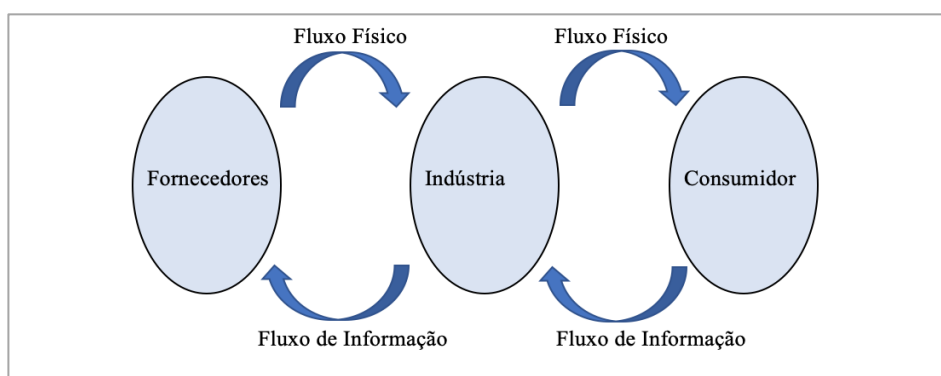 Fluxo Físico
Fluxo Físico
Fornecedores
Indústria
Consumidor
Fluxo de Informação
Fluxo de Informação